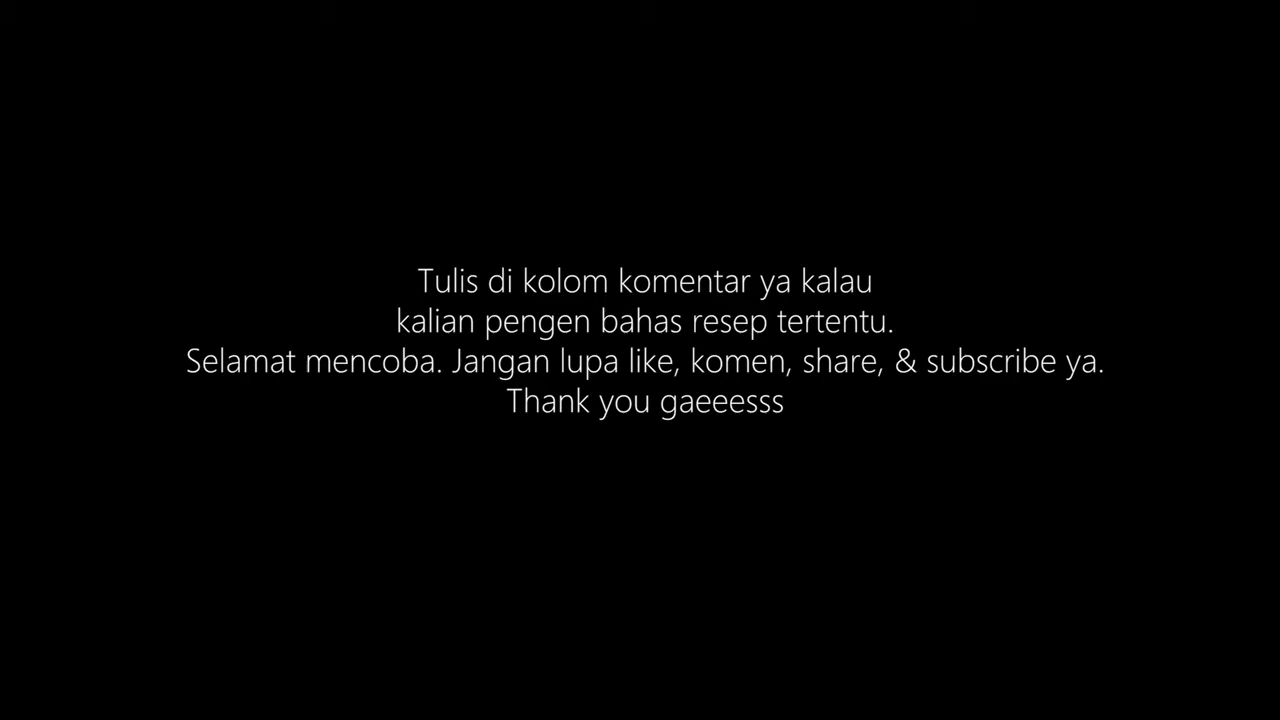 Tulis di kolom komentar ya kalau
kalian pengen bahas resep tertentu.
Selamat mencoba. Jangan lupa like, komen, share, & subscribe ya.
Thank you gaeeesss